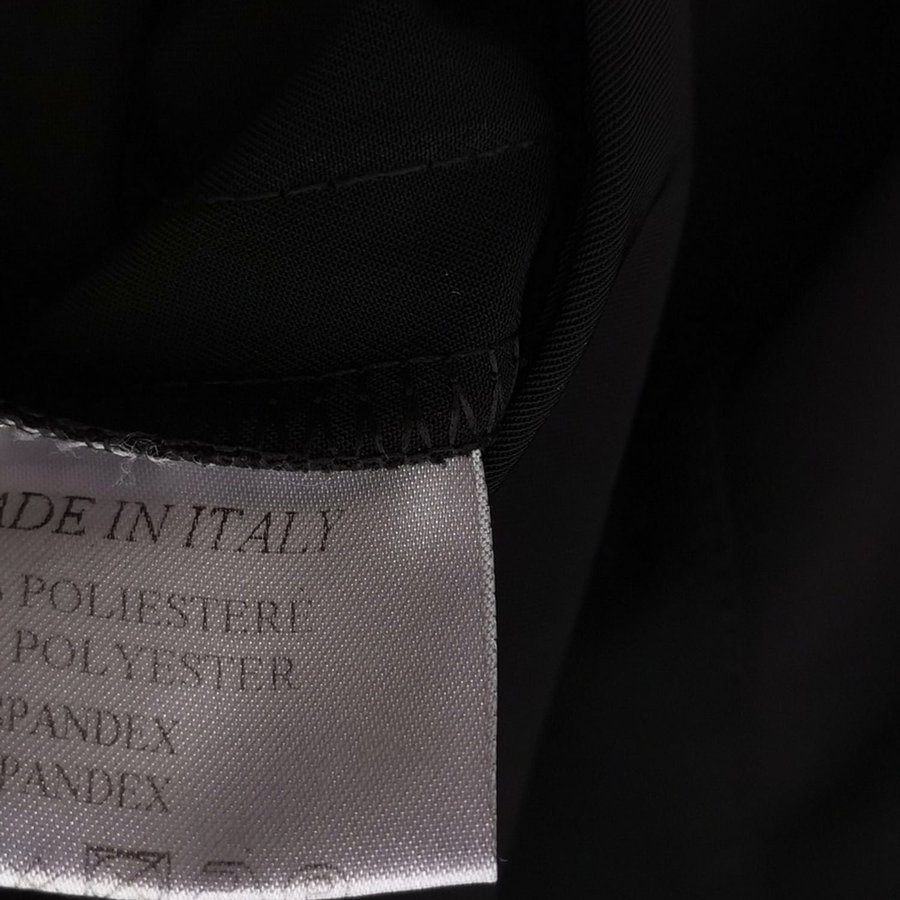 ADE IN ITALY
POLIESTERE
POLYESTER
SPANDEX
PANDEX